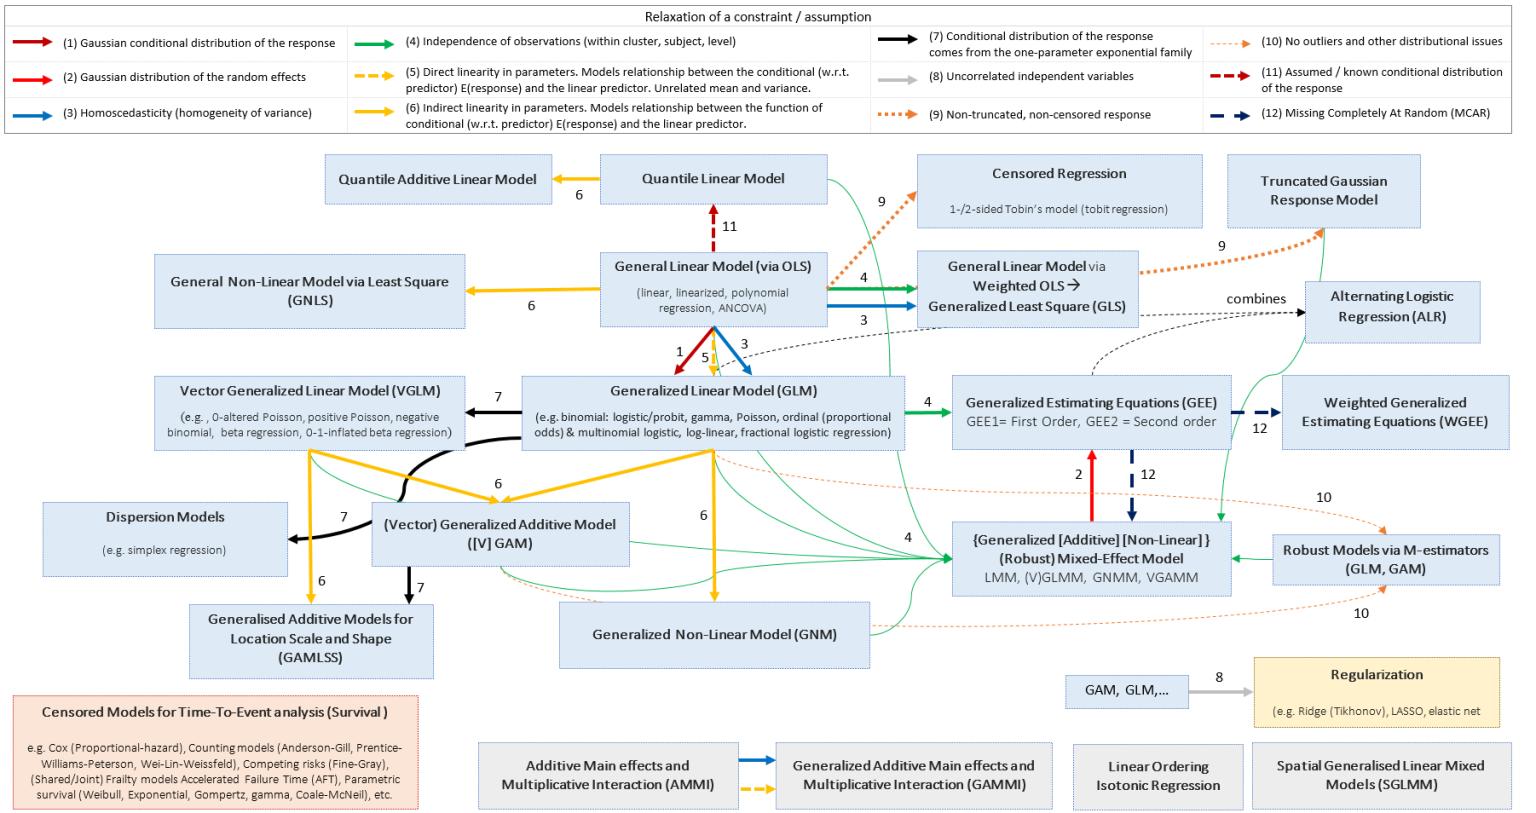 Relaxation of a constraint / assumption
(1) Gaussian conditional distribution of the response
(2) Gaussian distribution of the random effects
(3) Homoscedasticity (homogeneity of variance)
(4) Independence of observations (within cluster, subject, level)
(5) Direct linearity in parameters. Models relationship between the conditional (w.r.t.
predictor) E(response) and the linear predictor. Unrelated mean and variance.
(6) Indirect linearity in parameters. Models relationship between the function of
conditional (w.r.t. predictor) E(response) and the linear predictor.
(7) Conditional distribution of the response
comes from the one-parameter exponential family
(8) Uncorrelated independent variables
(9) Non-truncated, non-censored response
(10) No outliers and other distributional issues
(11) Assumed / known conditional distribution
of the response
(12) Missing Completely At Random (MCAR)
Quantile Additive Linear Model
6
Quantile Linear Model
11
9
Censored Regression
1-/2-sided Tobin's model (tobit regression)
Truncated Gaussian
Response Model
9
General Non-Linear Model via Least Square
(GNLS)
6
General Linear Model (via OLS)
(linear, linearized, polynomial
regression, ANCOVA)
4
3
General Linear Model via
Weighted OLS →
Generalized Least Square (GLS)
combines
Alternating Logistic
Regression (ALR)
1
5
3
Vector Generalized Linear Model (VGLM)
(e.g. , 0-altered Poisson, positive Poisson, negative
binomial, beta regression, 0-1-inflated beta regression)
7
Generalized Linear Model (GLM)
(e.g. binomial: logistic/probit, gamma, Poisson, ordinal (proportional
odds) & multinomial logistic, log-linear, fractional logistic regression)
4
Generalized Estimating Equations (GEE)
GEE1= First Order, GEE2 = Second order
12
Weighted Generalized
Estimating Equations (WGEE)
6
2
12
10
Dispersion Models
(e.g. simplex regression)
7
(Vector) Generalized Additive Model
([V] GAM)
6
4
{Generalized [Additive] [Non-Linear] }
(Robust) Mixed-Effect Model
LMM, (V)GLMM, GNMM, VGAMM
Robust Models via M-estimators
(GLM, GAM)
6
7
10
Generalised Additive Models for
Location Scale and Shape
(GAMLSS)
Generalized Non-Linear Model (GNM)
GAM, GLM,...
8
Regularization
(e.g. Ridge (Tikhonov), LASSO, elastic net
Censored Models for Time-To-Event analysis (Survival )
e.g. Cox (Proportional-hazard), Counting models (Anderson-Gill, Prentice-
Williams-Peterson, Wei-Lin-Weissfeld), Competing risks (Fine-Gray),
(Shared/Joint) Frailty models Accelerated Failure Time (AFT), Parametric
survival (Weibull, Exponential, Gompertz, gamma, Coale-McNeil), etc.
Additive Main effects and
Multiplicative Interaction (AMMI)
Generalized Additive Main effects and
Multiplicative Interaction (GAMMI)
Linear Ordering
Isotonic Regression
Spatial Generalised Linear Mixed
Models (SGLMM)